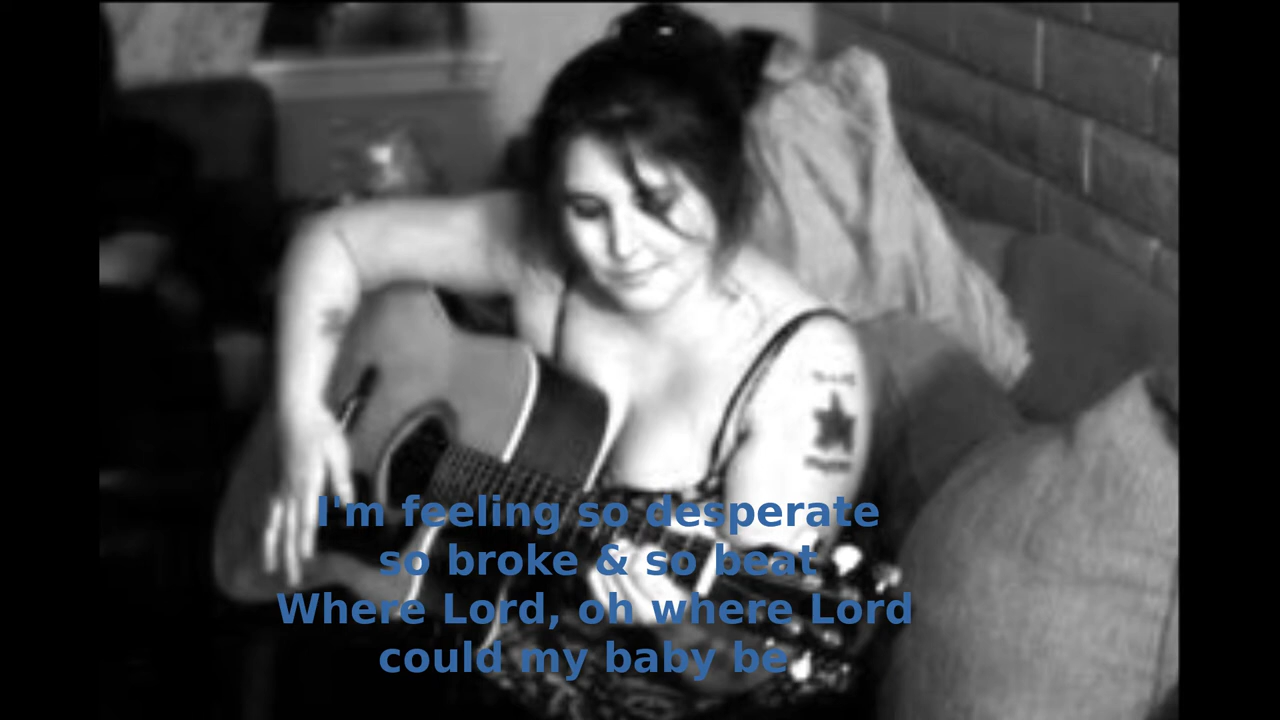 I'm feeling so desperate
so broke & so beat
Where Lord, oh where Lord
could my baby be